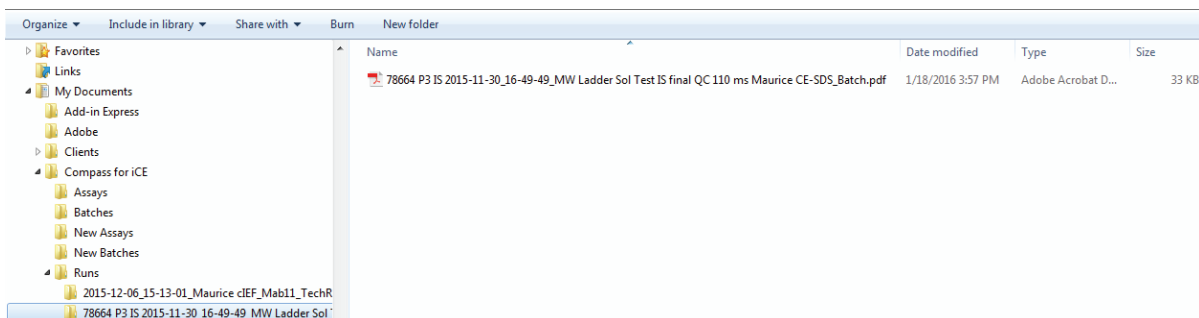 Organize Include in library Share with Burn New folder
Favorites
Links
My Documents
Add-in Express
Adobe
Clients
Compass for iCE
Assays
Batches
New Assays
New Batches
Runs
2015-12-06_15-13-01_Maurice cIEF_Mab11_TechR
78664 P3 IS 2015-11-30_16-49-49_MW Ladder Sol
Name Date modified Type Size
78664 P3 IS 2015-11-30_16-49-49_MW Ladder Sol Test IS final QC 110 ms Maurice CE-SDS_Batch.pdf 1/18/2016 3:57 PM Adobe Acrobat D... 33 KB